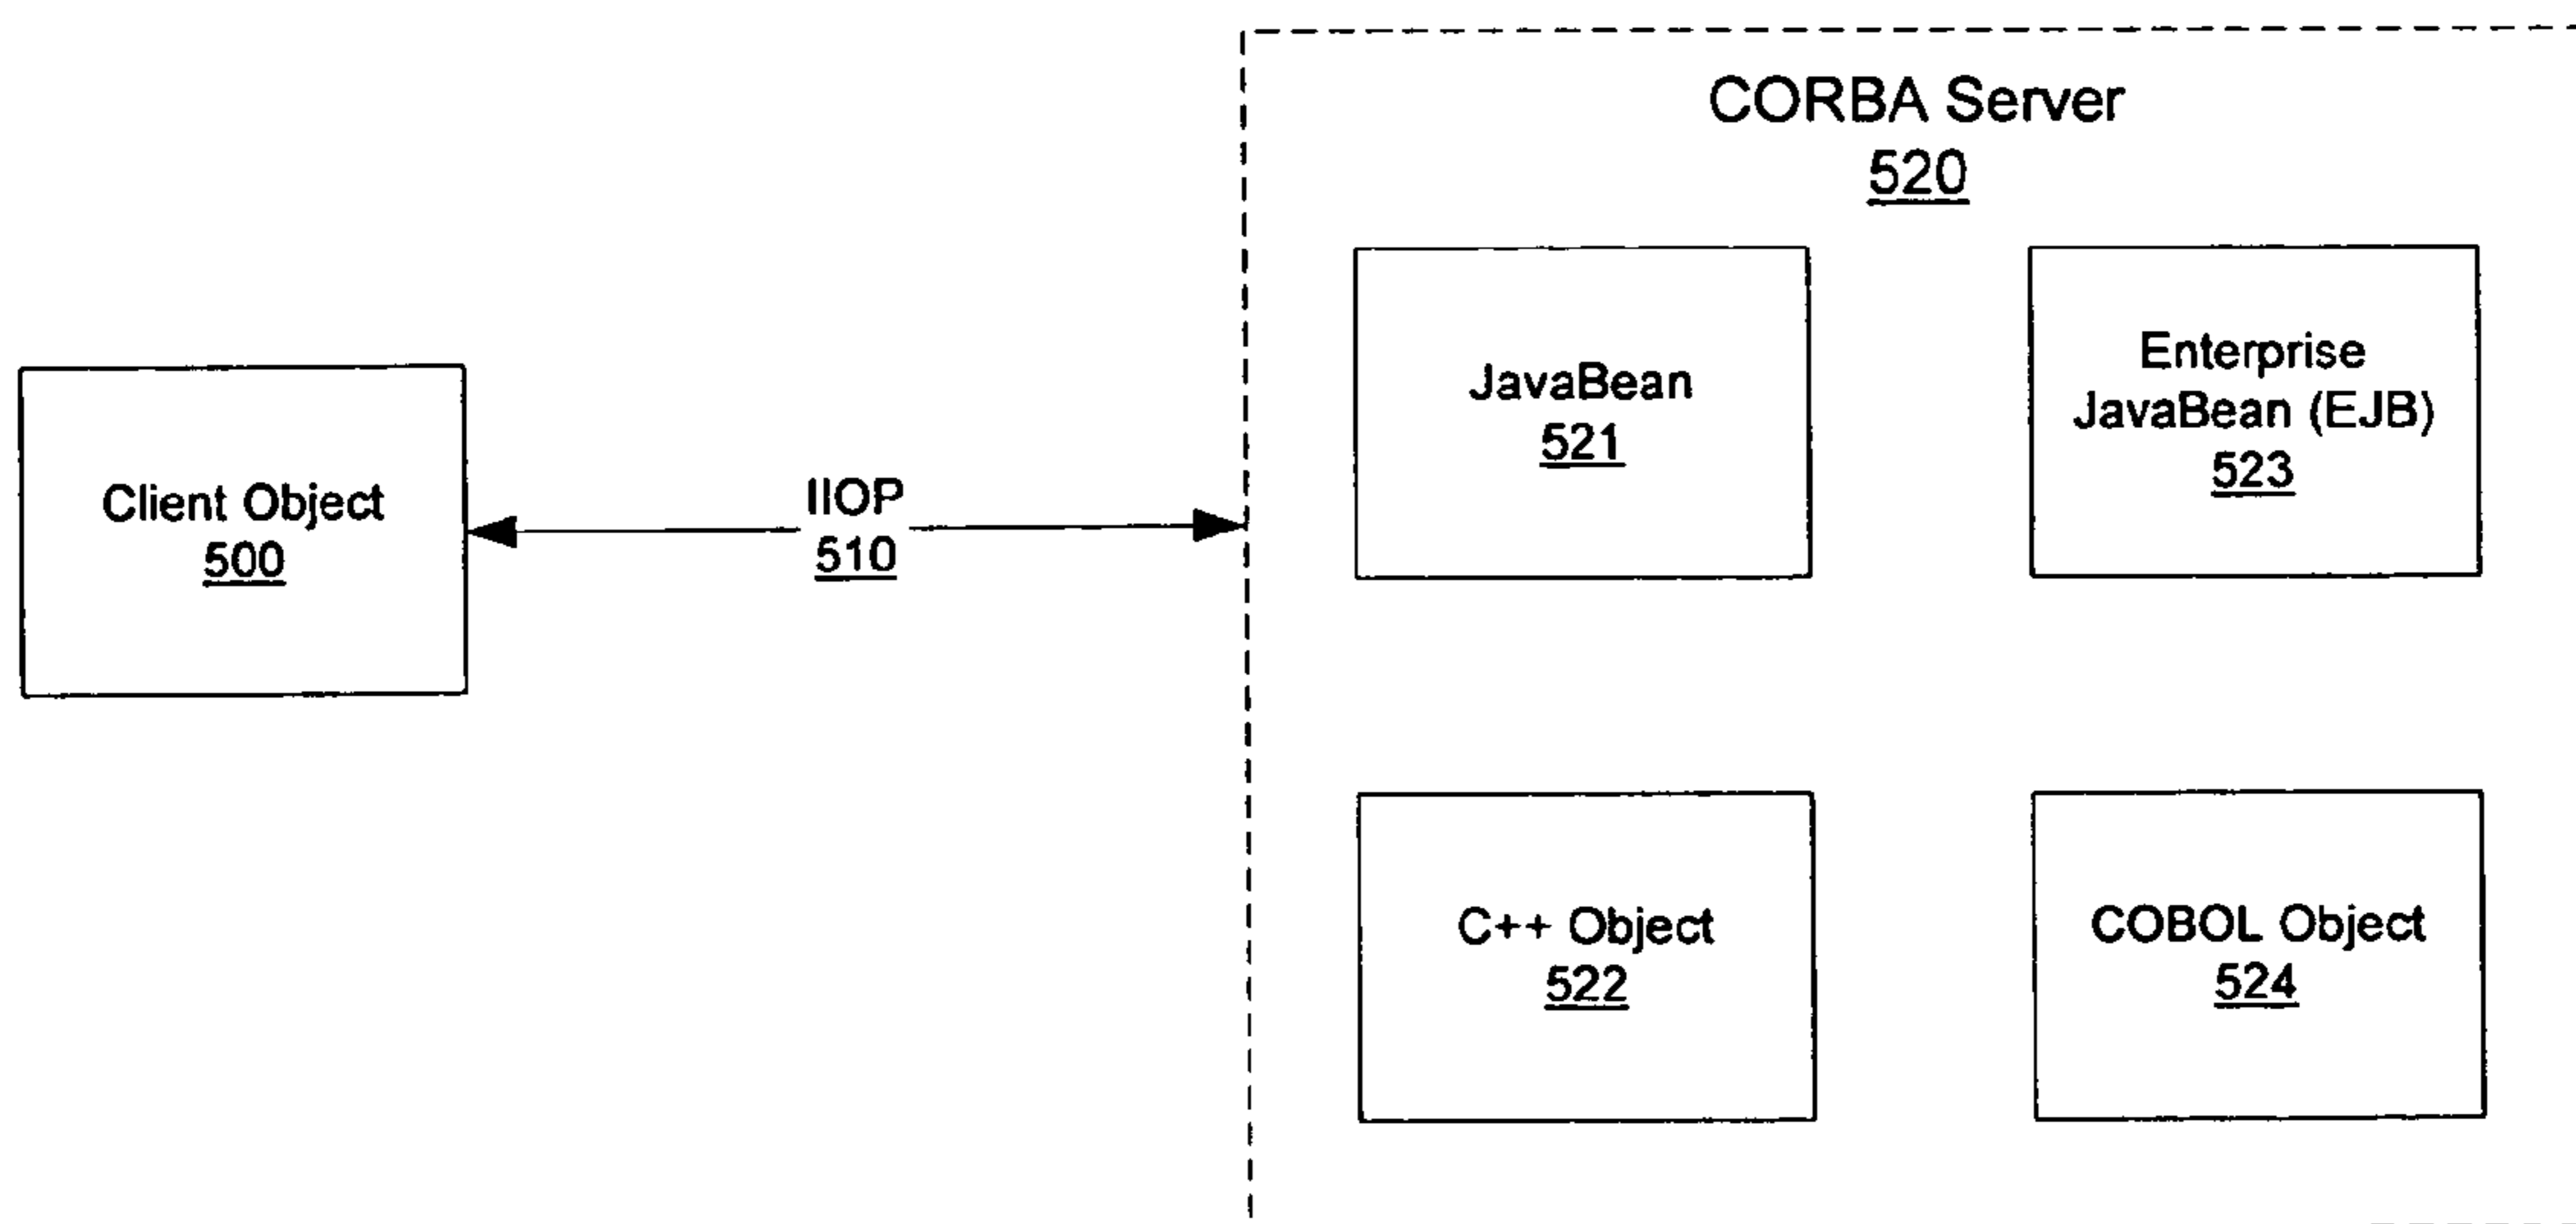 CORBA Server
520
Client Object
500
IIOP
510
JavaBean
521
Enterprise
JavaBean (EJB)
523
C++ Object
522
COBOL Object
524